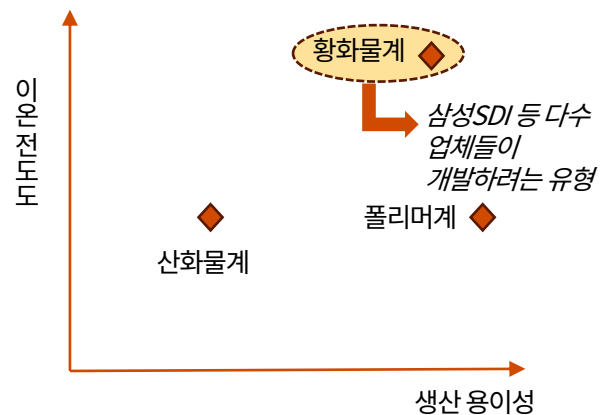 황화물계
이온 전도도
삼성SDI 등 다수
업체들이
개발하려는 유형
폴리머계
산화물계
생산 용이성